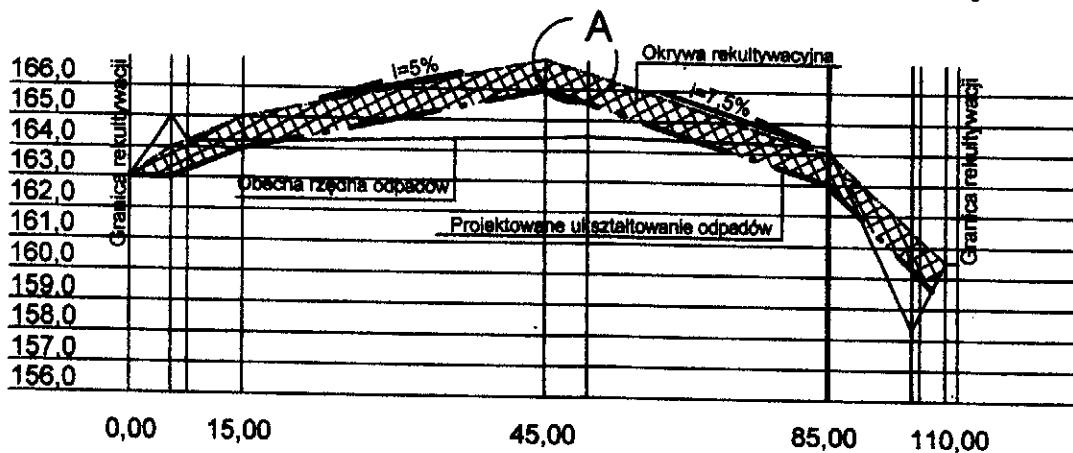 A
Okrywa rekultywacyjna
i=5%
i=7,5%
166,0
165,0
164,0
163,0
162,0
161,0
160,0
159,0
158,0
157,0
156,0
Granica rekultywacji
Obecna rzędna odpadów
Projektowane ukształtowanie odpadów
Granica rekultywacji
0,00
15,00
45,00
85,00
110,00